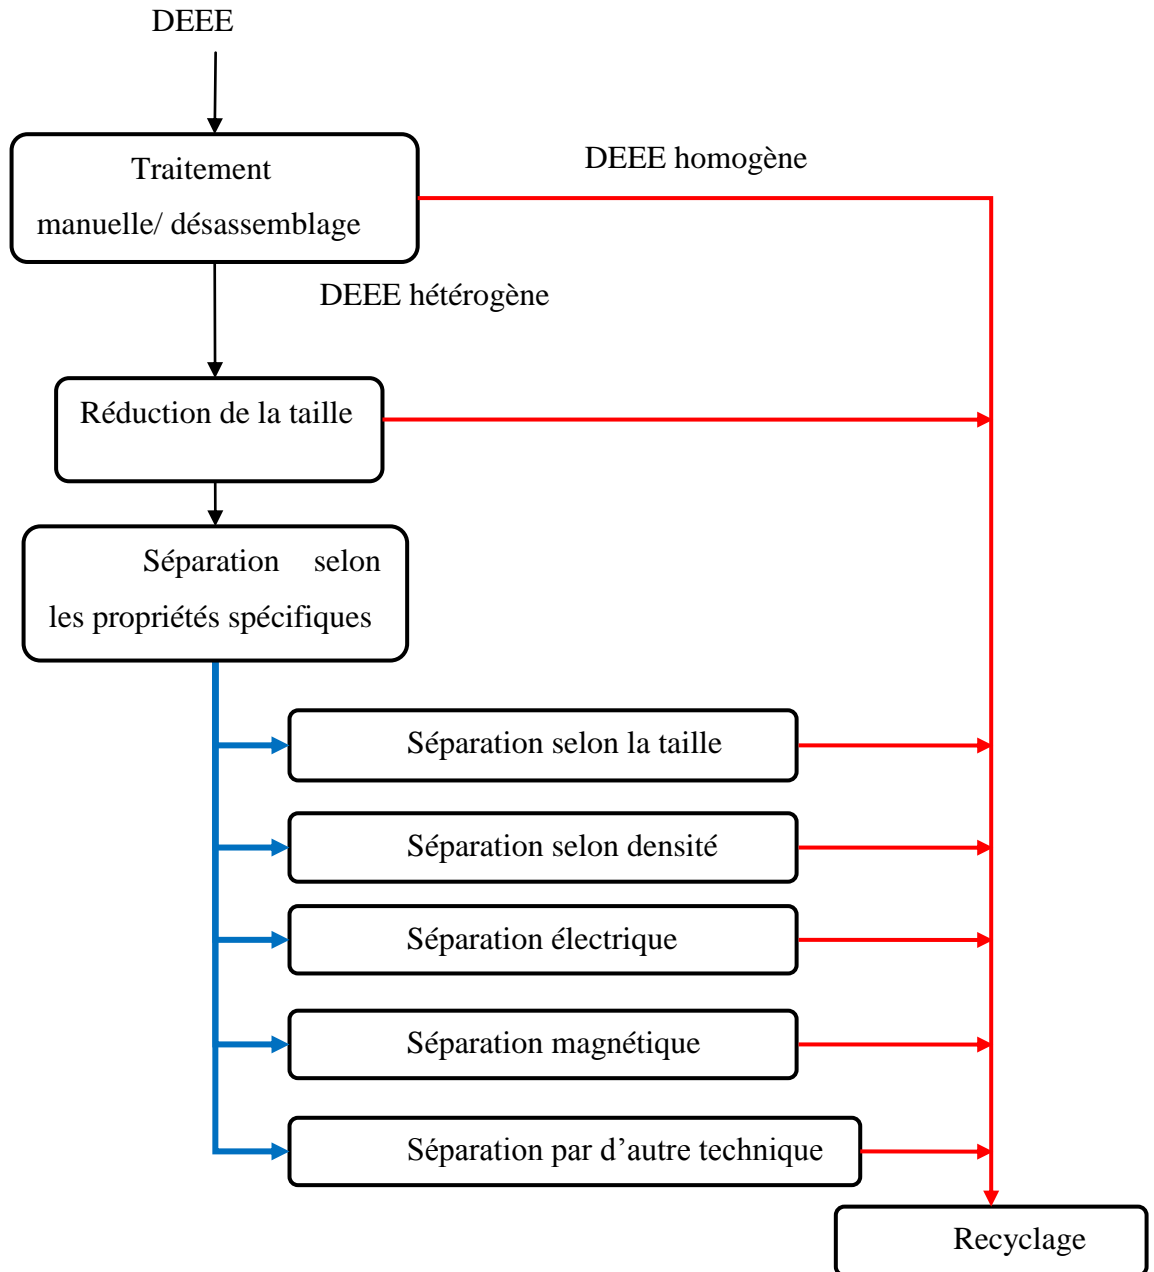 DEEE
Traitement
manuelle/ désassemblage
DEEE homogène
DEEE hétérogène
Réduction de la taille
Séparation selon
les propriétés spécifiques
Séparation selon la taille
Séparation selon densité
Séparation électrique
Séparation magnétique
Séparation par d’autre technique
Recyclage